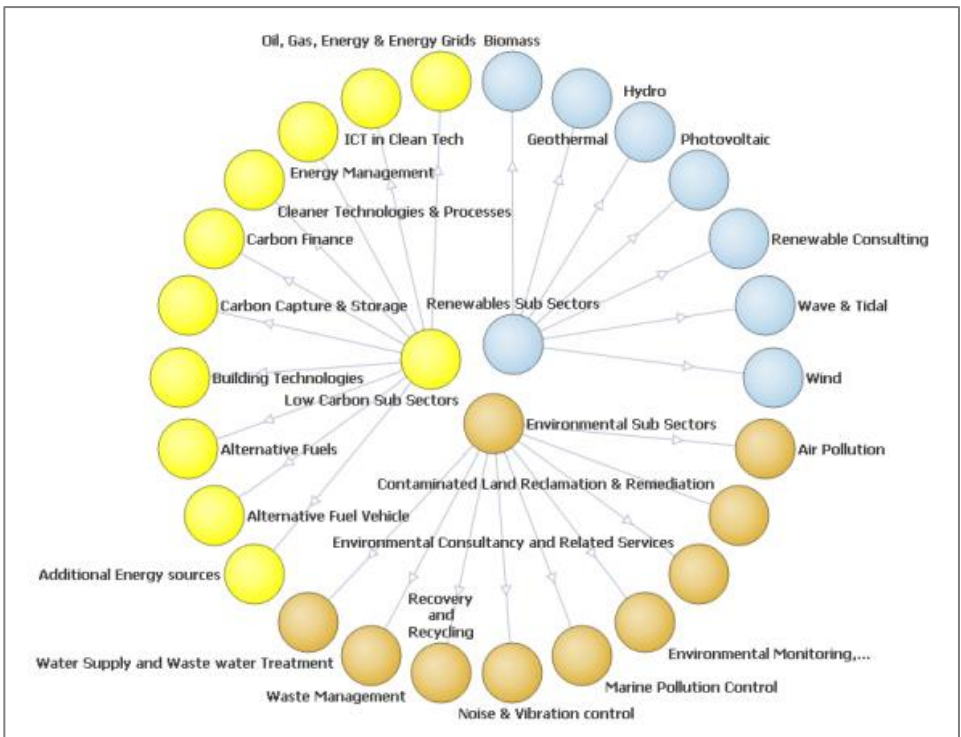 Oil, Gas, Energy & Energy Grids
Biomass
Hydro
ICT in Clean Tech
Geothermal
Photovoltaic
Energy Management
Cleaner Technologies & Processes
Carbon Finance
Renewable Consulting
Carbon Capture & Storage
Renewables Sub Sectors
Wave & Tidal
Building Technologies
Wind
Low Carbon Sub Sectors
Environmental Sub Sectors
Alternative Fuels
Air Pollution
Contaminated Land Reclamation & Remediation
Alternative Fuel Vehicle
Environmental Consultancy and Related Services
Additional Energy sources
Recovery
and
Recycling
Water Supply and Waste water Treatment
Environmental Monitoring,...
Waste Management
Marine Pollution Control
Noise & Vibration control